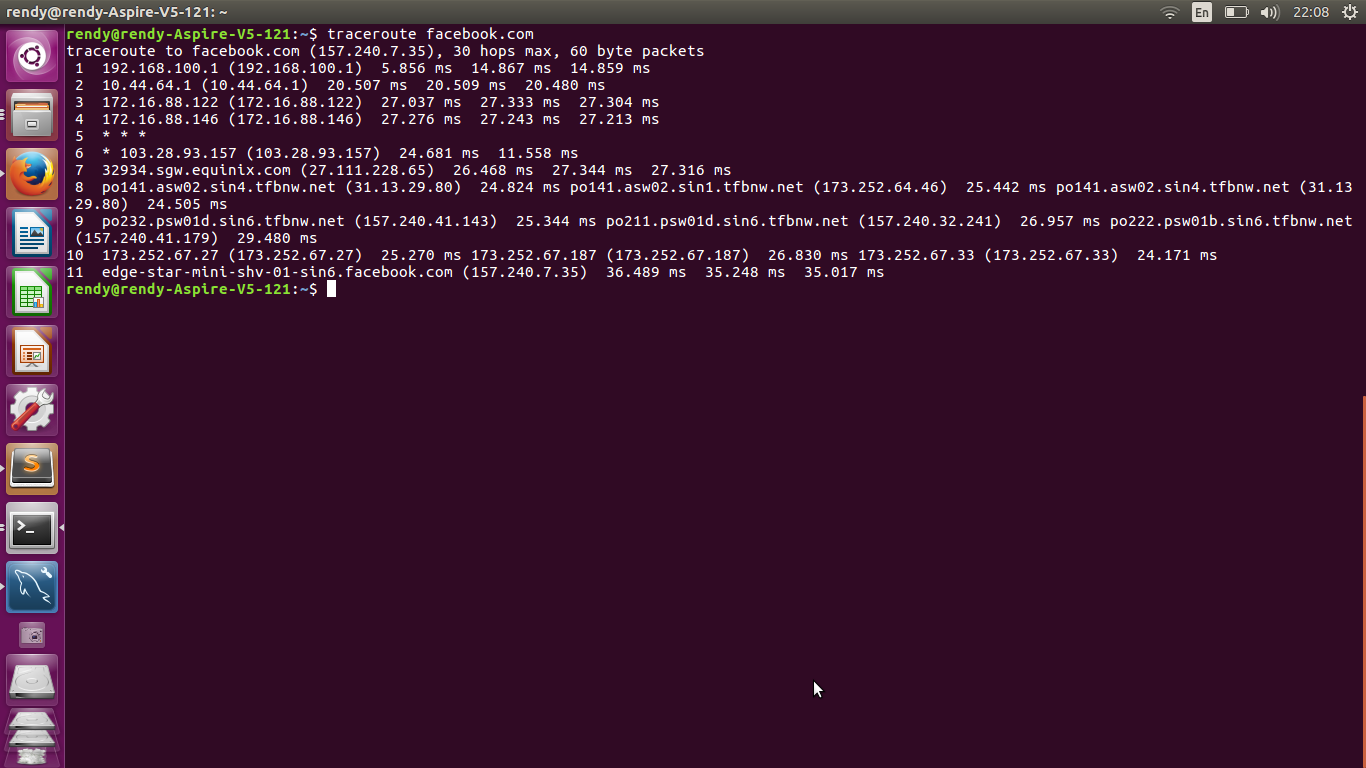 rendy@rendy-Aspire-V5-121: ~
En
22:08
rendy@rendy-Aspire-V5-121:~$ traceroute facebook.com
traceroute to facebook.com (157.240.7.35), 30 hops max, 60 byte packets
 1  192.168.100.1 (192.168.100.1)  5.856 ms  14.867 ms  14.859 ms
 2  10.44.64.1 (10.44.64.1)  20.507 ms  20.509 ms  20.480 ms
 3  172.16.88.122 (172.16.88.122)  27.037 ms  27.333 ms  27.304 ms
 4  172.16.88.146 (172.16.88.146)  27.276 ms  27.243 ms  27.213 ms
 5  * * *
 6  * 103.28.93.157 (103.28.93.157)  24.681 ms  11.558 ms
 7  32934.sgw.equinix.com (27.111.228.65)  26.468 ms  27.344 ms  27.316 ms
 8  po141.asw02.sin4.tfbnw.net (31.13.29.80)  24.824 ms po141.asw02.sin1.tfbnw.net (173.252.64.46)  25.442 ms po141.asw02.sin4.tfbnw.net (31.13
.29.80)  24.505 ms
 9  po232.psw01d.sin6.tfbnw.net (157.240.41.143)  25.344 ms po211.psw01d.sin6.tfbnw.net (157.240.32.241)  26.957 ms po222.psw01b.sin6.tfbnw.net
 (157.240.41.179)  29.480 ms
10  173.252.67.27 (173.252.67.27)  25.270 ms 173.252.67.187 (173.252.67.187)  26.830 ms 173.252.67.33 (173.252.67.33)  24.171 ms
11  edge-star-mini-shv-01-sin6.facebook.com (157.240.7.35)  36.489 ms  35.248 ms  35.017 ms
rendy@rendy-Aspire-V5-121:~$